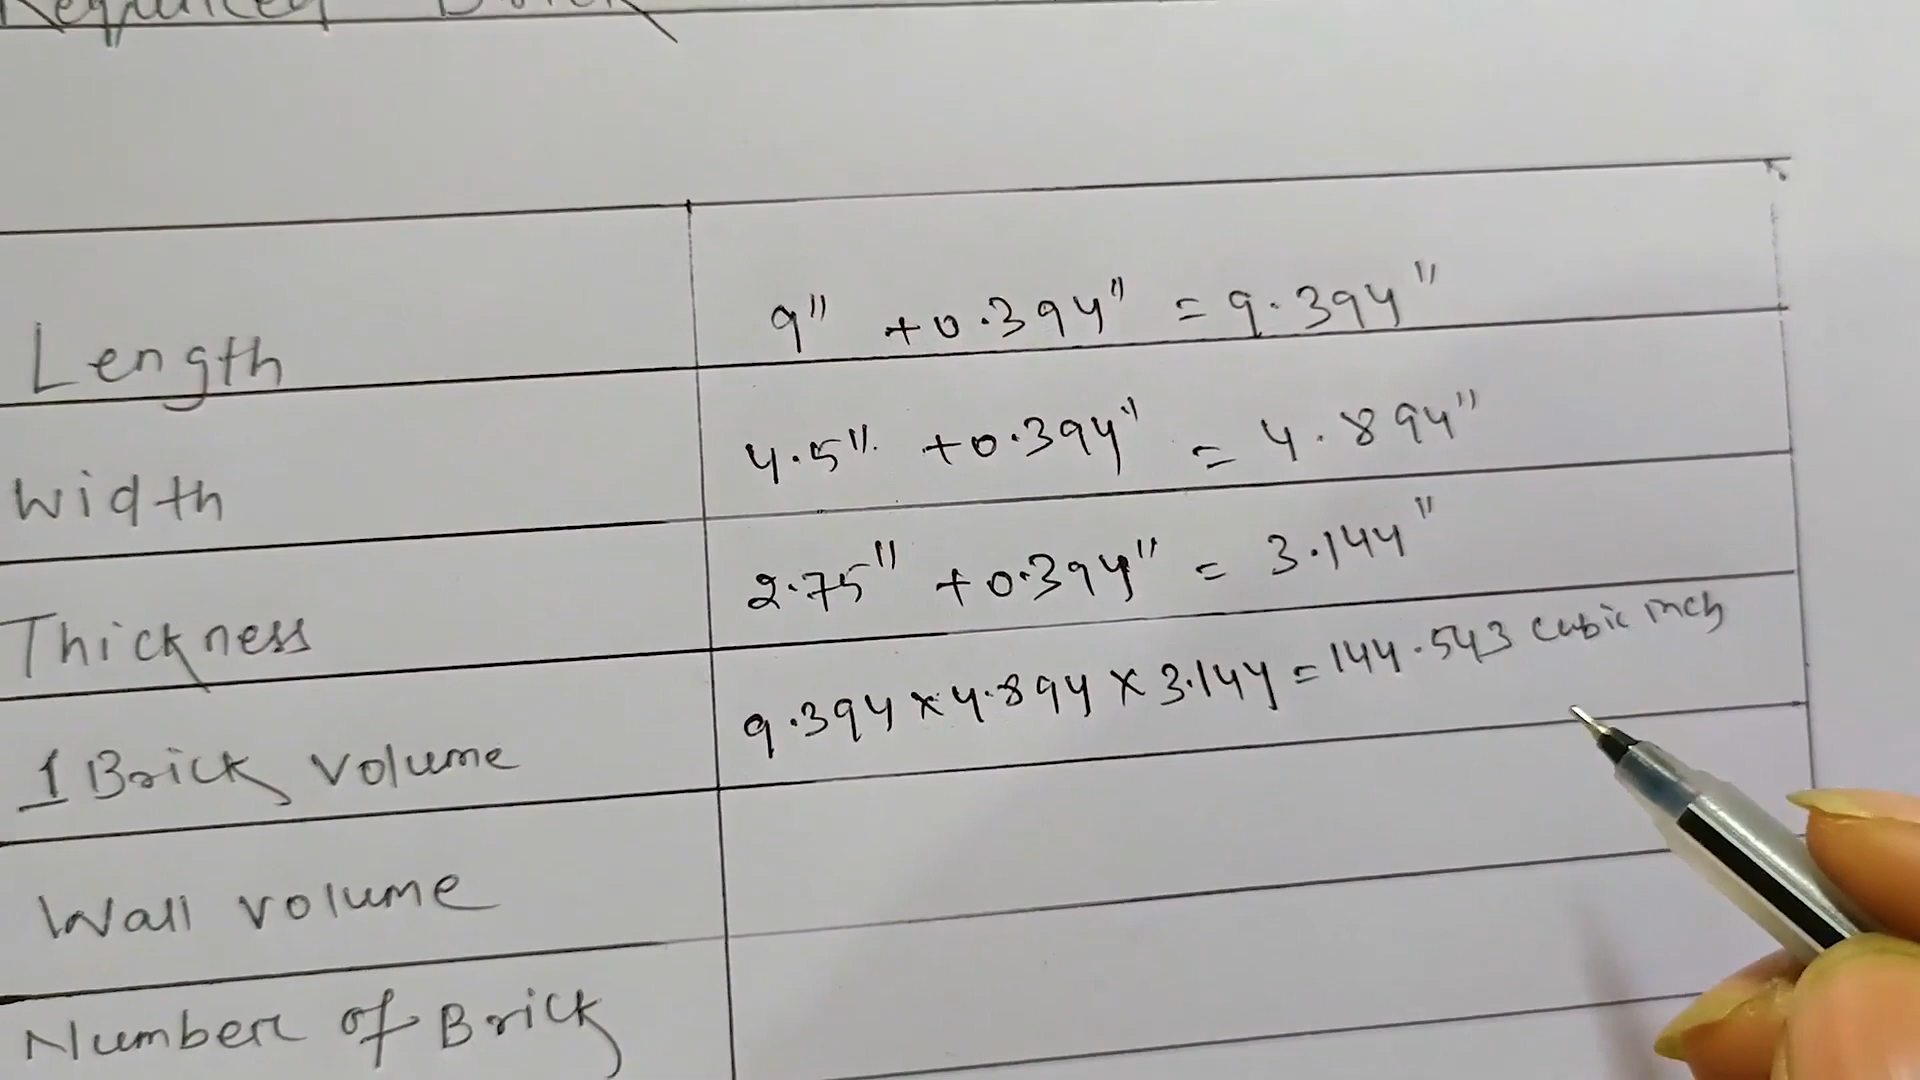 Required Brick
Length 9" + 0.394" = 9.394"
Width 4.5" + 0.394" = 4.894"
Thickness 2.75" + 0.394" = 3.144"
1 Brick volume 9.394 x 4.894 x 3.144 = 144.543 cubic inch
Wall volume
Number of Brick